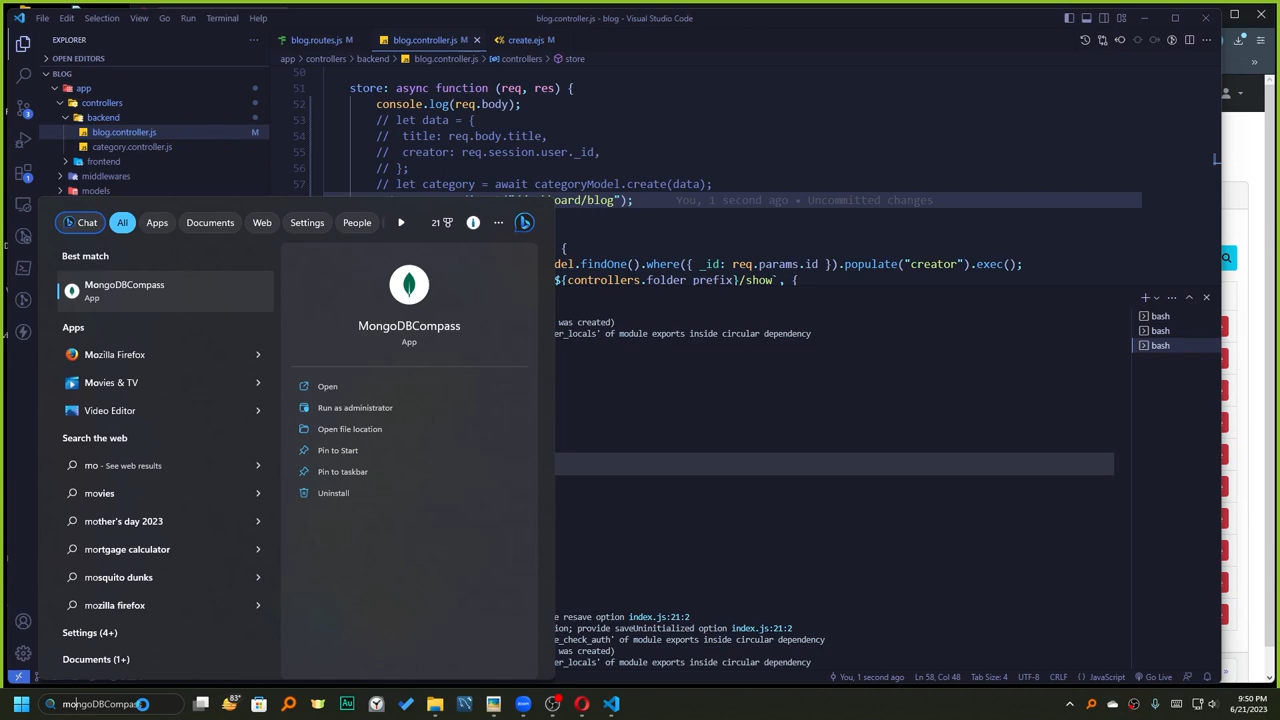 File Edit Selection View Go Run Terminal Help
blog.controller.js - blog - Visual Studio Code
EXPLORER
OPEN EDITORS
BLOG
app
controllers
backend
blog.controller.js M
category.controller.js
frontend
middlewares
models
3
1
blog.routes.js M
blog.controller.js M
create.ejs M
app > controllers > backend > blog.controller.js > controllers > store
50
51 store: async function (req, res) {
52 console.log(req.body);
53 // let data = {
54 // title: req.body.title,
55 // creator: req.session.user._id,
56 // };
57 // let category = await categoryModel.create(data);
board/blog"); You, 1 second ago • Uncommitted changes
{
del.findOne().where({ _id: req.params.id }).populate("creator").exec();
${controllers.folder_prefix}/show`, {
was created)
er_locals' of module exports inside circular dependency
bash
bash
bash
e resave option index.js:21:2
ion; provide saveUninitialized option index.js:21:2
e_check_auth' of module exports inside circular dependency
was created)
er_locals' of module exports inside circular dependency
You, 1 second ago Ln 58, Col 48 Tab Size: 4 UTF-8 CRLF JavaScript Go Live
Chat All Apps Documents Web Settings People 21
Best match
MongoDBCompass
App
Apps
Mozilla Firefox
Movies & TV
Video Editor
Search the web
mo - See web results
movies
mother's day 2023
mortgage calculator
mosquito dunks
mozilla firefox
Settings (4+)
Documents (1+)
MongoDBCompass
App
Open
Run as administrator
Open file location
Pin to Start
Pin to taskbar
Uninstall
mongoDBCompass
83°
Au
zoom
9:50 PM
6/21/2023